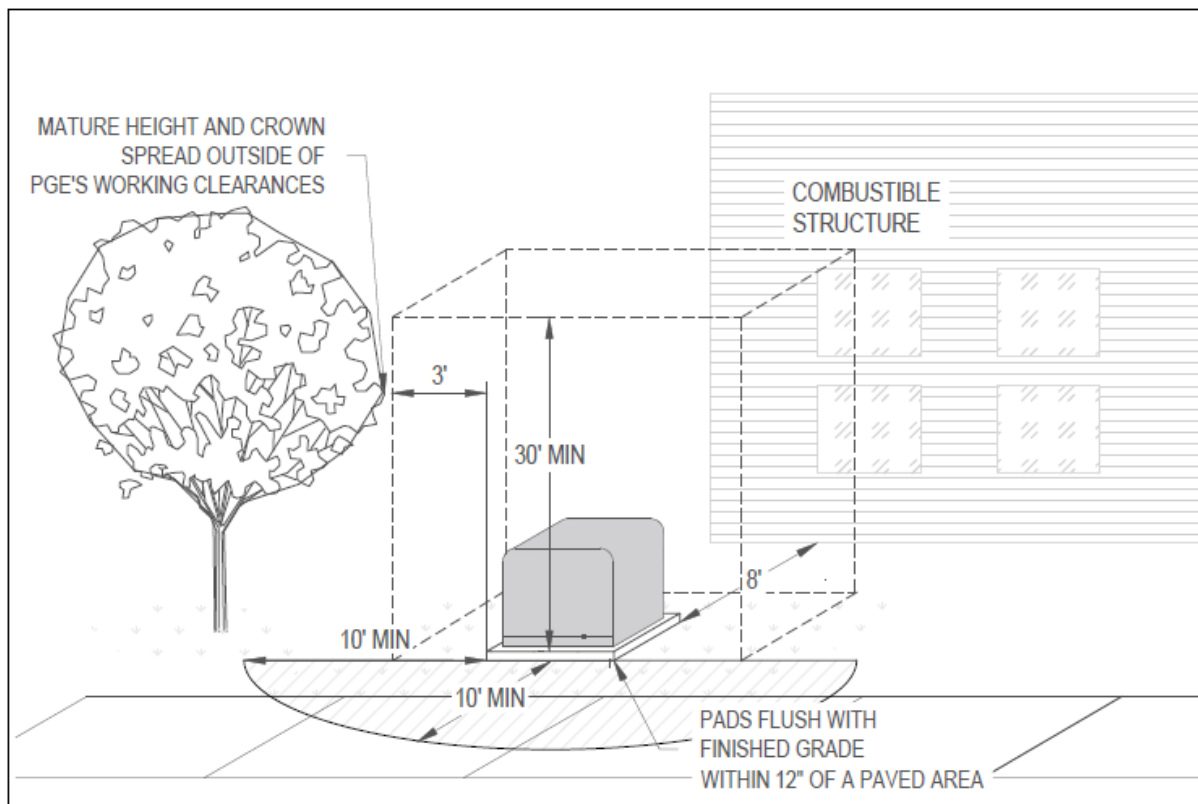 MATURE HEIGHT AND CROWN
SPREAD OUTSIDE OF
PGE'S WORKING CLEARANCES
COMBUSTIBLE
STRUCTURE
3'
30' MIN
8'
10' MIN
10' MIN
PADS FLUSH WITH
FINISHED GRADE
WITHIN 12" OF A PAVED AREA